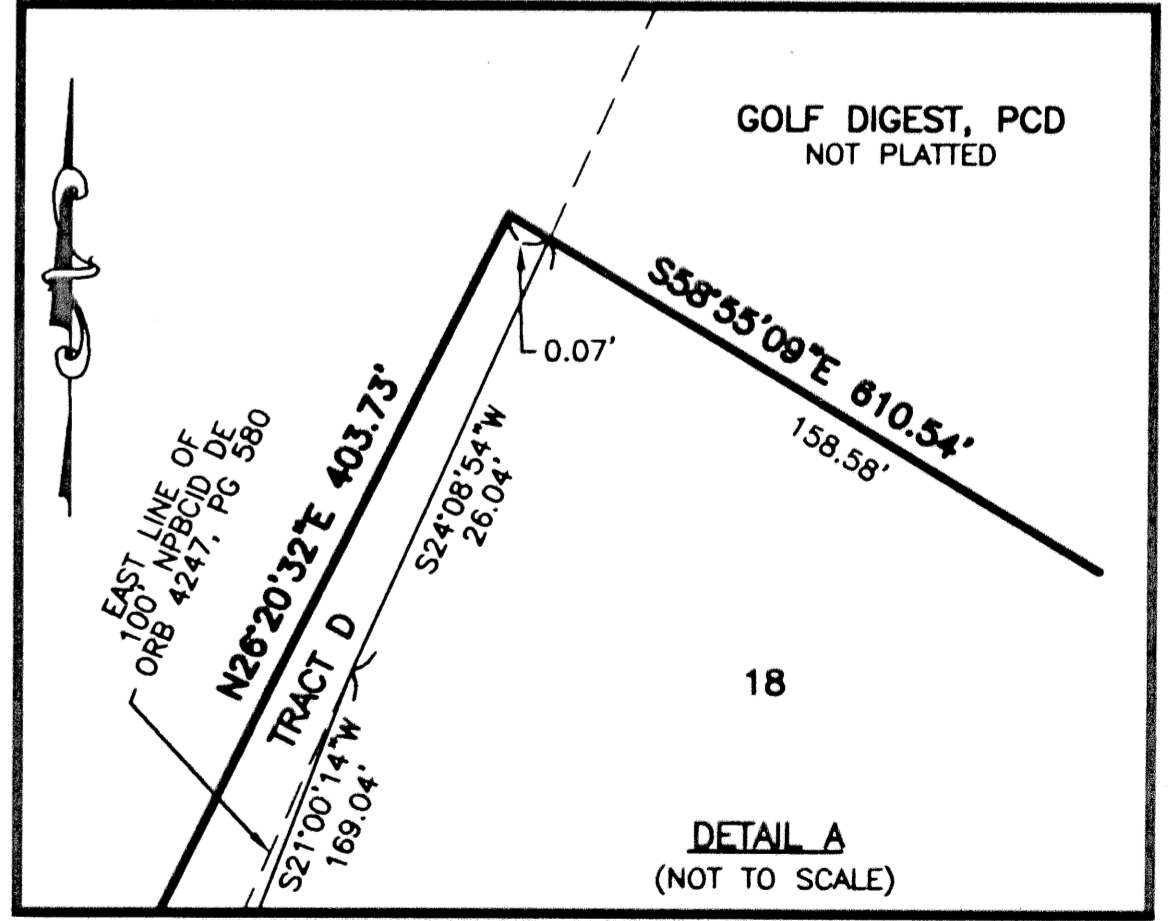 GOLF DIGEST, PCD
NOT PLATTED
S58°55'09"E 610.54'
158.58'
0.07'
N26°20'32"E 403.73'
S24°08'54"W
26.04'
EAST LINE OF
100' NPBCID DE
ORB 4247, PG 580
TRACT D
S21°00'14"W
169.04'
18
DETAIL A
(NOT TO SCALE)